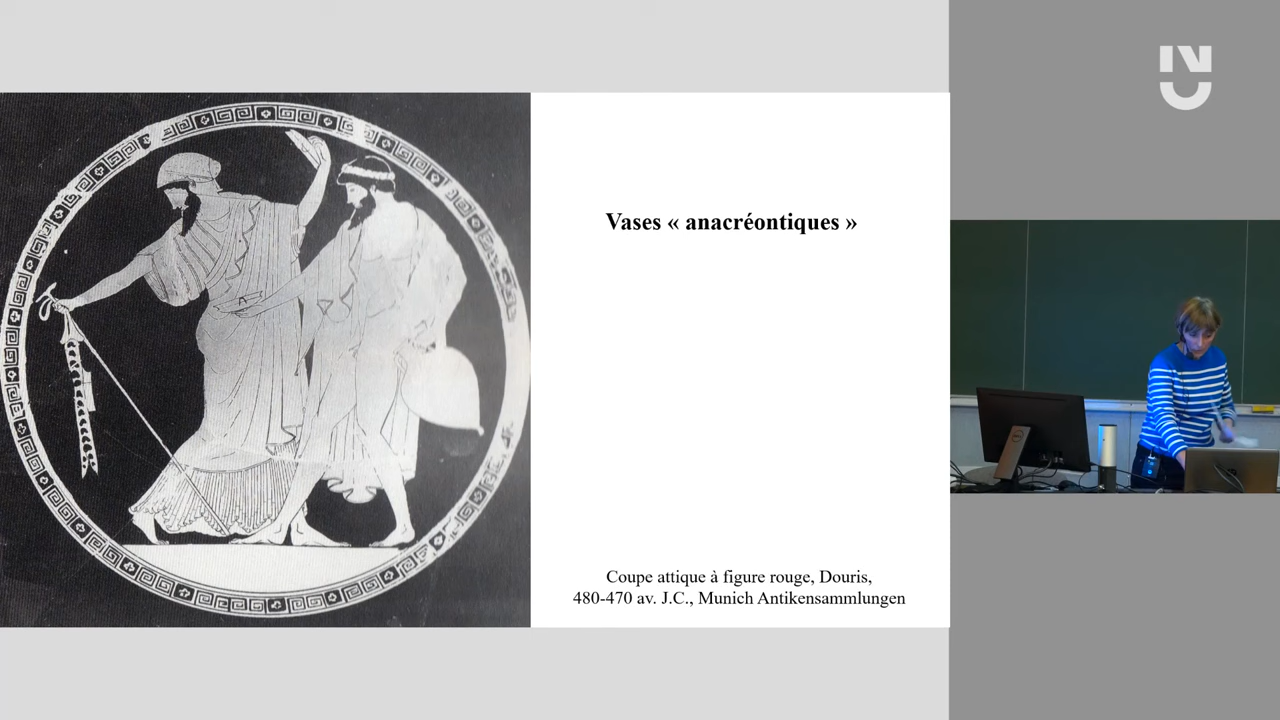 Vases « anacréontiques »
Coupe attique à figure rouge, Douris,
480-470 av. J.C., Munich Antikensammlungen